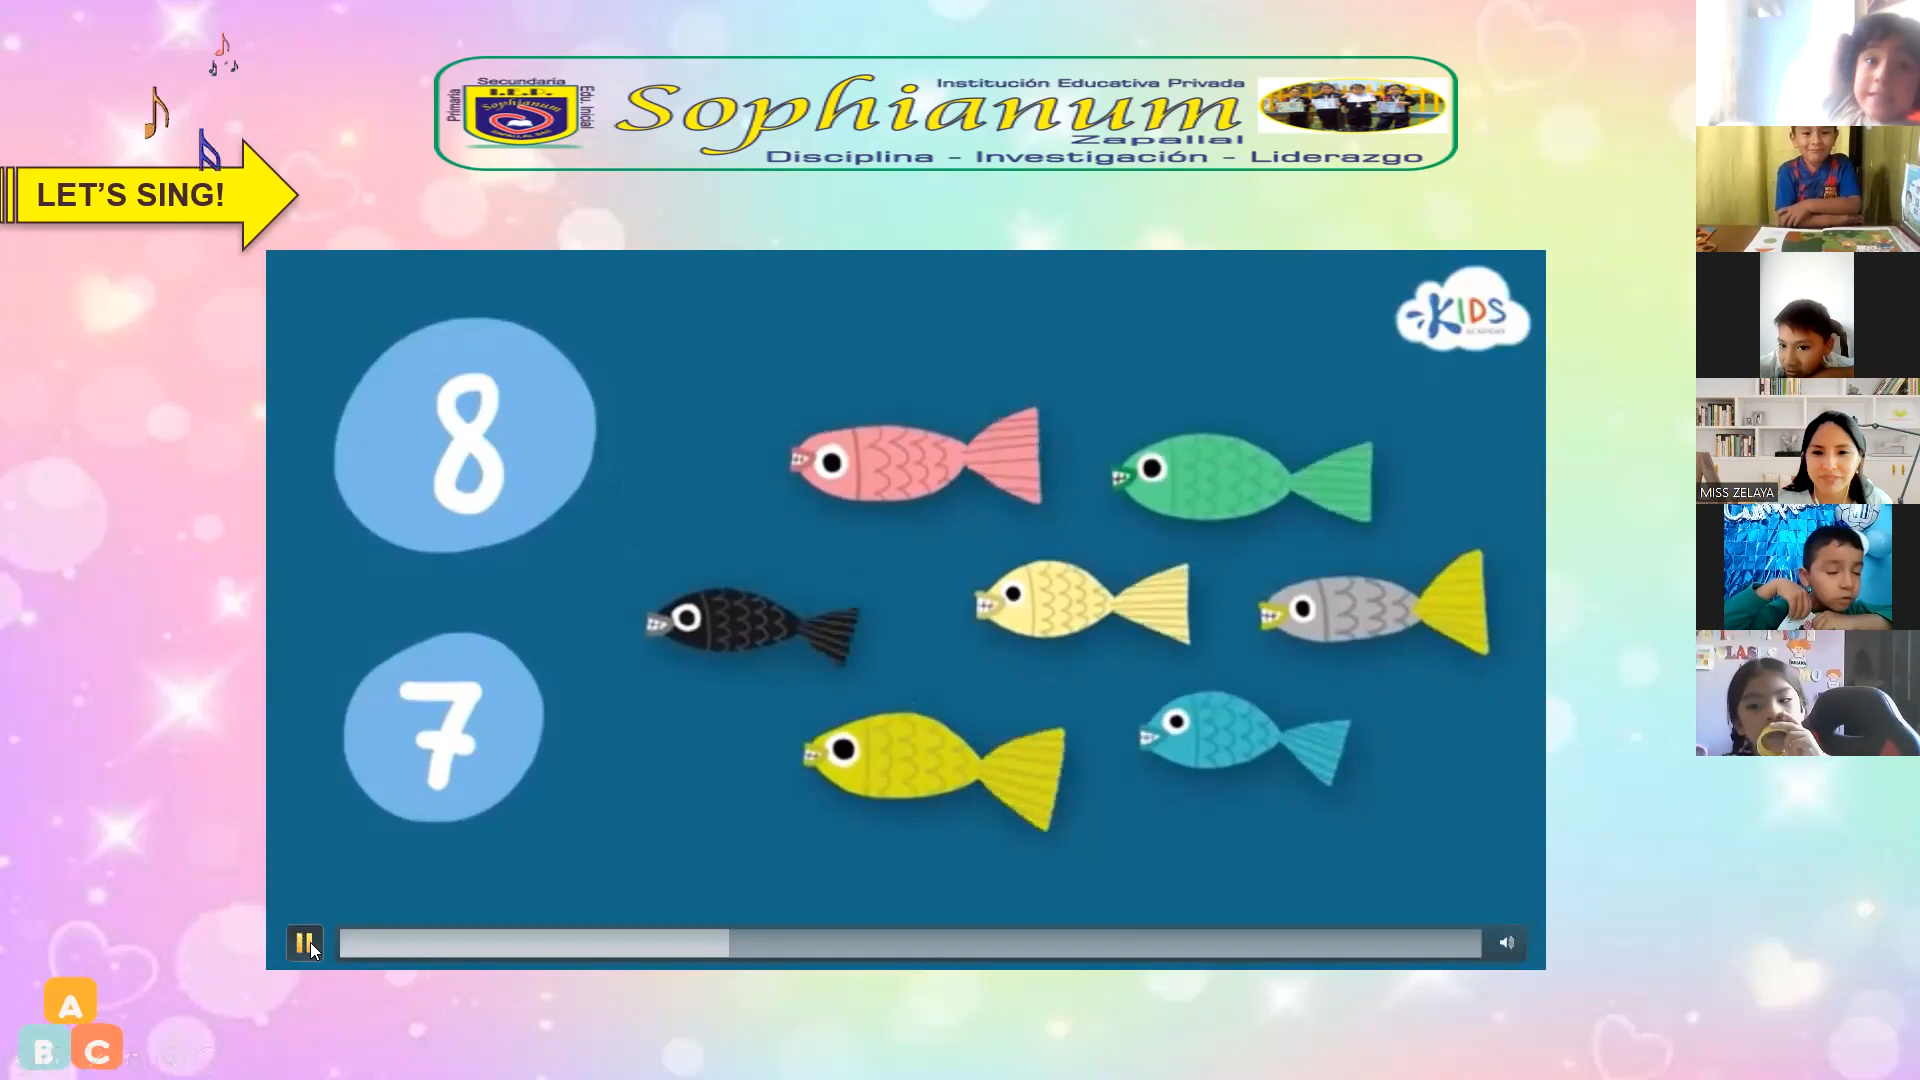 LET'S SING!
Secundaria
Primaria
I.E.P.
Sophianum
Edu. Inicial
Institución Educativa Privada
Sophianum
Zapallal
Disciplina - Investigación - Liderazgo
KIDS
8
7
MISS ZELAYA
A
B C